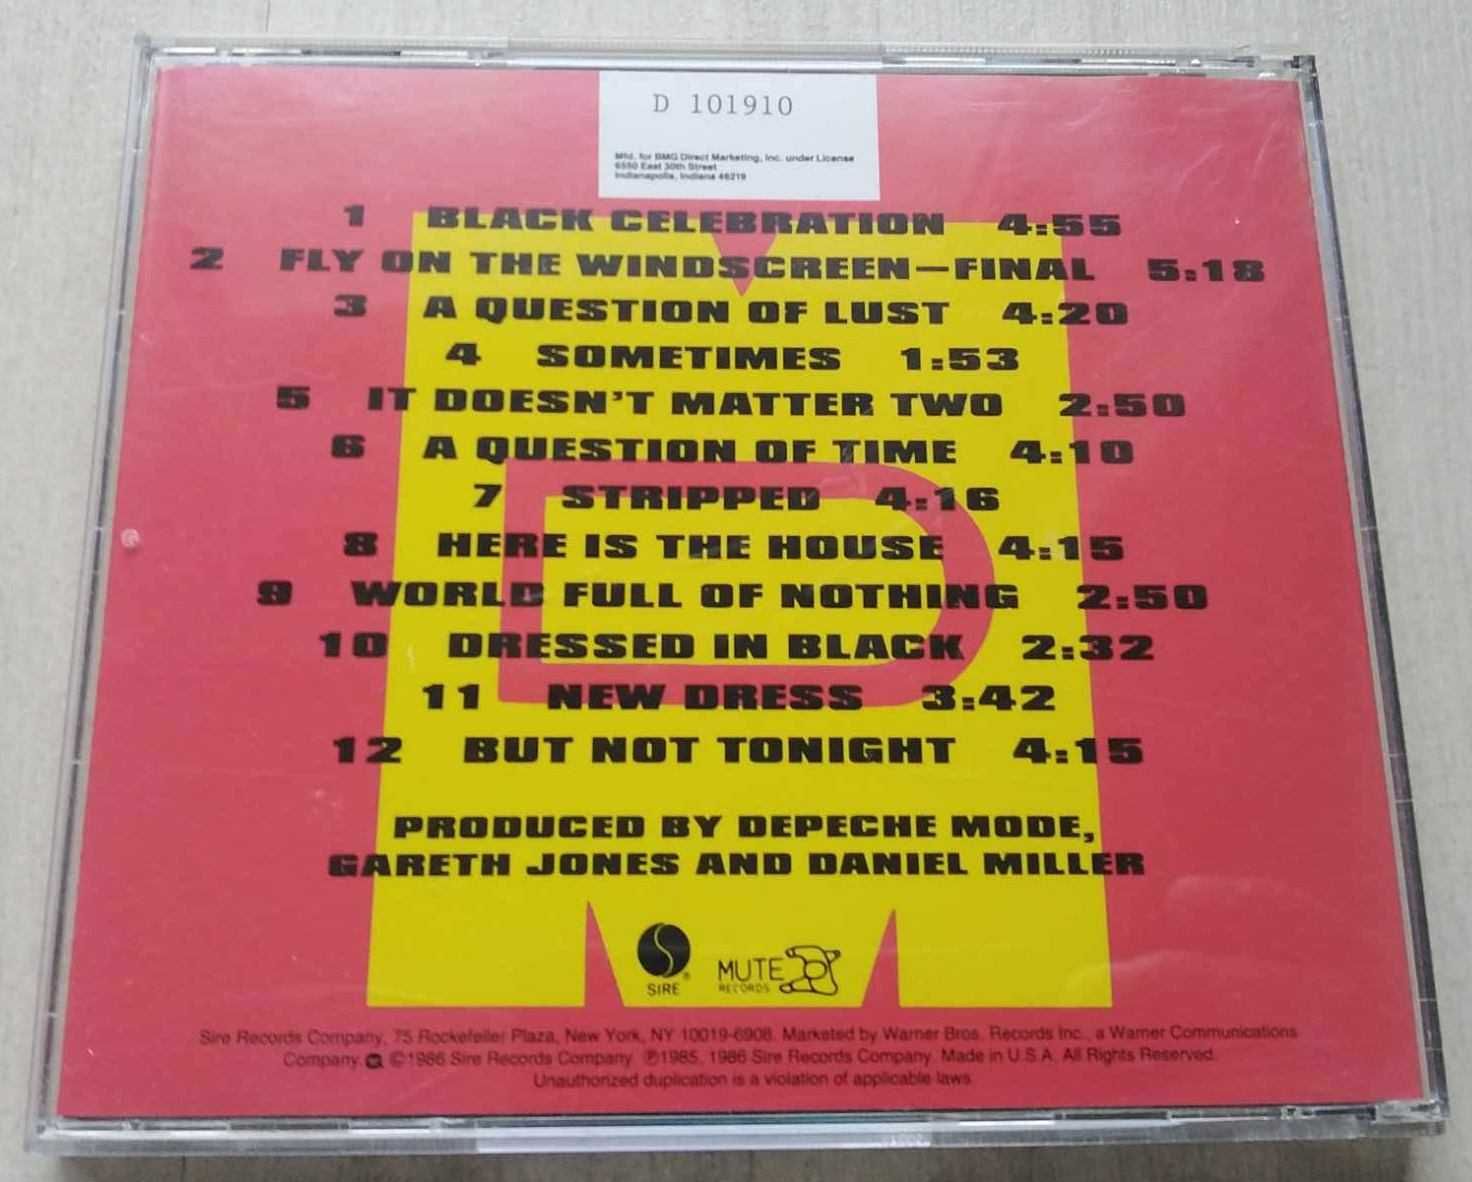 D 101910
Mfd. for BMG Direct Marketing, Inc. under License
6550 East 30th Street
Indianapolis, Indiana 46219
1 BLACK CELEBRATION 4:55
2 FLY ON THE WINDSCREEN—FINAL 5:18
3 A QUESTION OF LUST 4:20
4 SOMETIMES 1:53
5 IT DOESN'T MATTER TWO 2:50
6 A QUESTION OF TIME 4:10
7 STRIPPED 4:16
8 HERE IS THE HOUSE 4:15
9 WORLD FULL OF NOTHING 2:50
10 DRESSED IN BLACK 2:32
11 NEW DRESS 3:42
12 BUT NOT TONIGHT 4:15
PRODUCED BY DEPECHE MODE,
GARETH JONES AND DANIEL MILLER
SIRE ®
MUTE
RECORDS
Sire Records Company, 75 Rockefeller Plaza, New York, NY 10019-6908. Marketed by Warner Bros. Records Inc., a Warner Communications
Company. ©1986 Sire Records Company. ℗1985, 1986 Sire Records Company. Made in U.S.A. All Rights Reserved.
Unauthorized duplication is a violation of applicable laws.